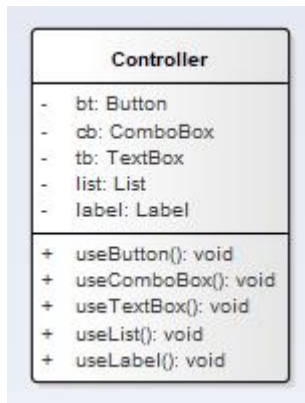 Controller
- bt: Button
- cb: ComboBox
- tb: TextBox
- list: List
- label: Label
+ useButton(): void
+ useComboBox(): void
+ useTextBox(): void
+ useList(): void
+ useLabel(): void